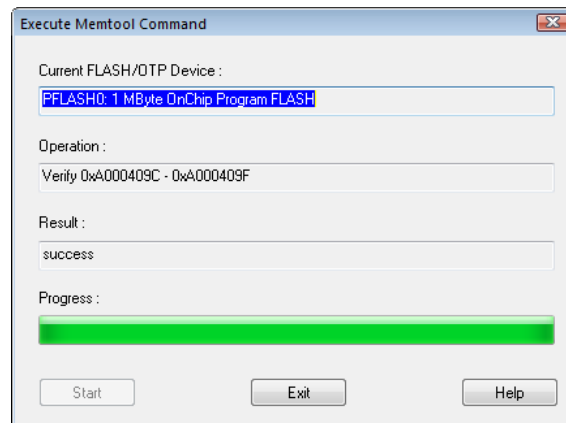 Execute Memtool Command
Current FLASH/OTP Device :
PFLASH0: 1 MByte OnChip Program FLASH
Operation :
Verify 0xA000409C - 0xA000409F
Result :
success
Progress :
Start Exit Help